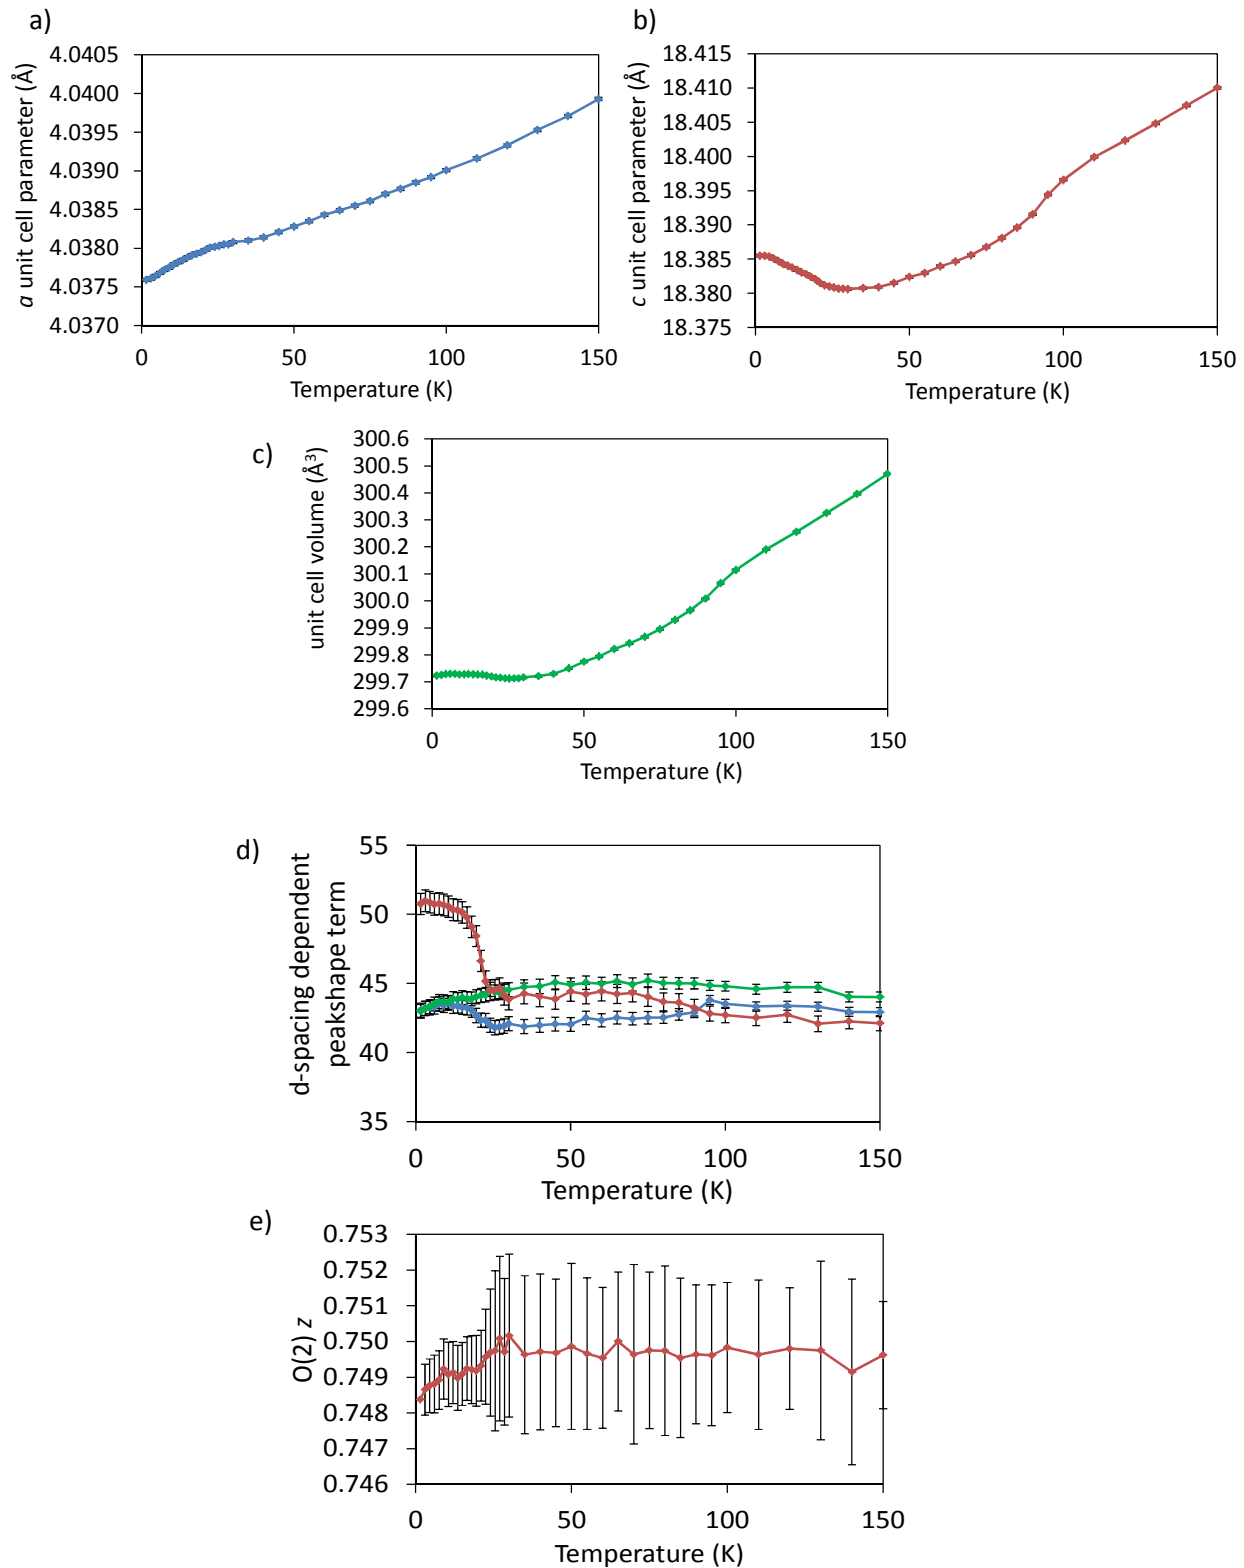 a)
a unit cell parameter (Å)
4.0405
4.0400
4.0395
4.0390
4.0385
4.0380
4.0375
4.0370
0 50 100 150
Temperature (K)
b)
c unit cell parameter (Å)
18.415
18.410
18.405
18.400
18.395
18.390
18.385
18.380
18.375
0 50 100 150
Temperature (K)
c)
unit cell volume (Å³)
300.6
300.5
300.4
300.3
300.2
300.1
300.0
299.9
299.8
299.7
299.6
0 50 100 150
Temperature (K)
d)
d-spacing dependent
peakshape term
55
50
45
40
35
0 50 100 150
Temperature (K)
e)
O(2) z
0.753
0.752
0.751
0.750
0.749
0.748
0.747
0.746
0 50 100 150
Temperature (K)